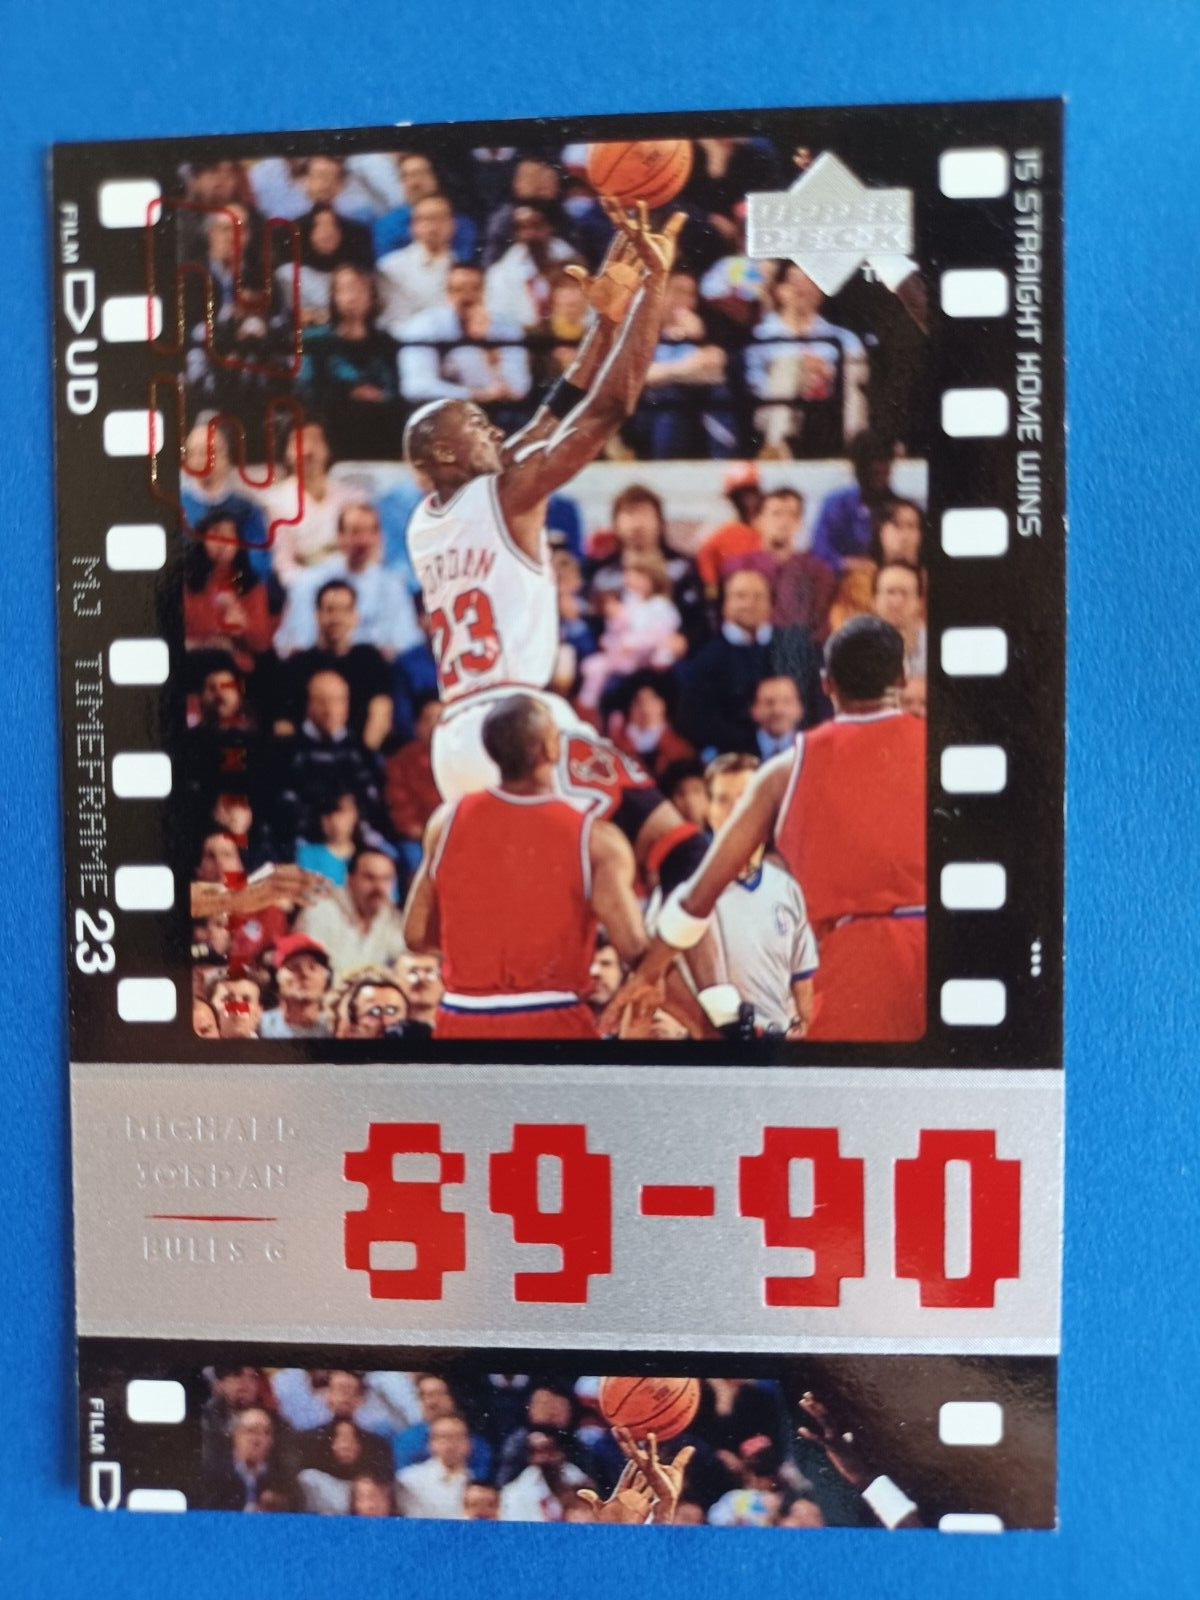 UPPER
DECK
15 STRAIGHT HOME WINS
FILM D UD
MJ TIMEFRAME 23
JORDAN
23
MICHAEL
JORDAN
BULLS G
89-90
FILM D